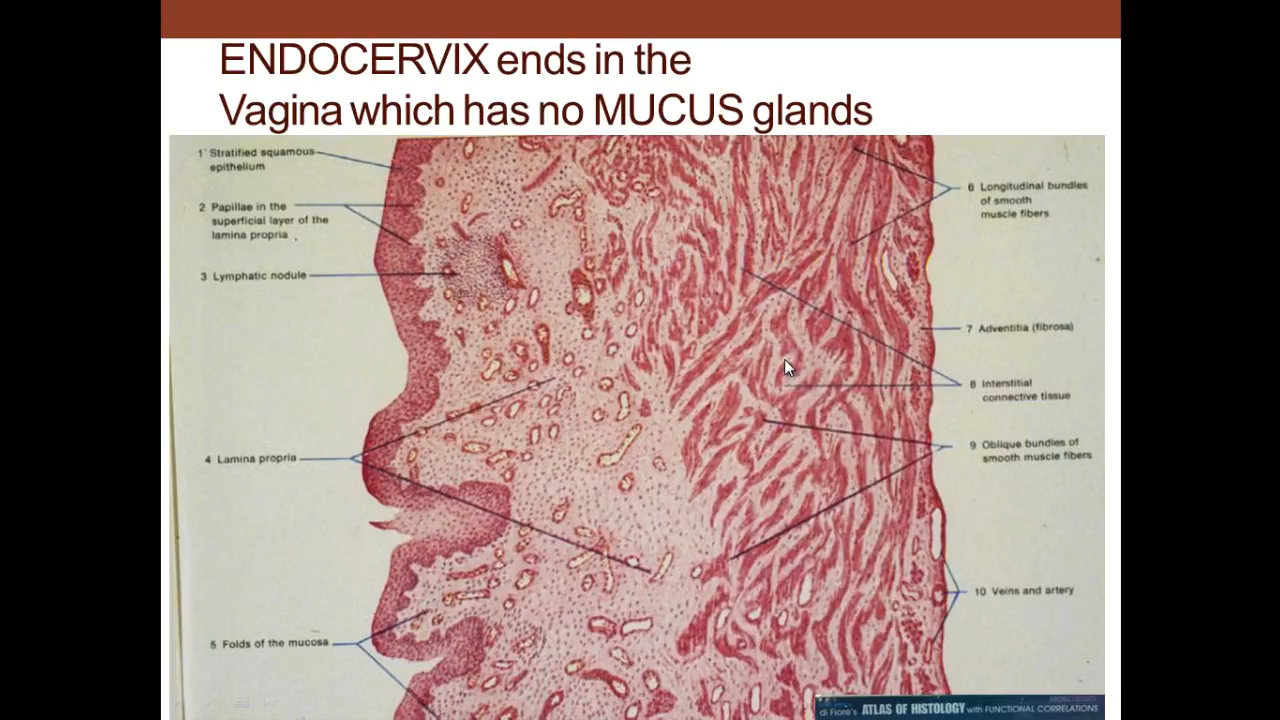 ENDOCERVIX ends in the
Vagina which has no MUCUS glands
1 Stratified squamous
epithelium
2 Papillae in the
superficial layer of the
lamina propria
3 Lymphatic nodule
4 Lamina propria
5 Folds of the mucosa
6 Longitudinal bundles
of smooth
muscle fibers
7 Adventitia (fibrosa)
8 Interstitial
connective tissue
9 Oblique bundles of
smooth muscle fibers
10 Veins and artery
di Fiore's ATLAS OF HISTOLOGY with FUNCTIONAL CORRELATIONS